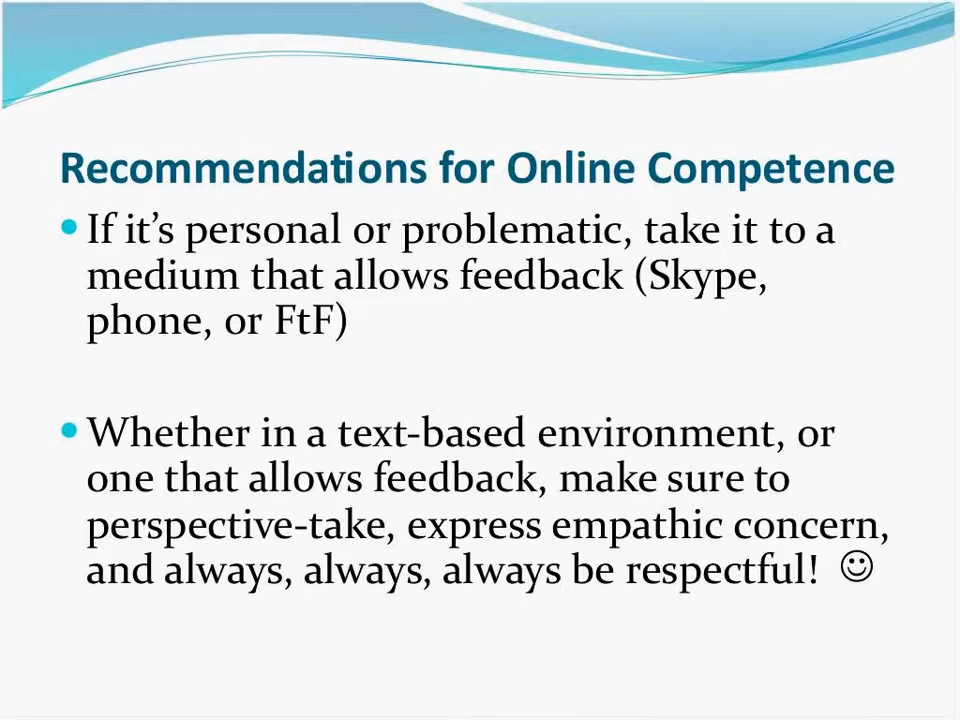 Recommendations for Online Competence
• If it’s personal or problematic, take it to a
medium that allows feedback (Skype,
phone, or FtF)
• Whether in a text-based environment, or
one that allows feedback, make sure to
perspective-take, express empathic concern,
and always, always, always be respectful! ☺